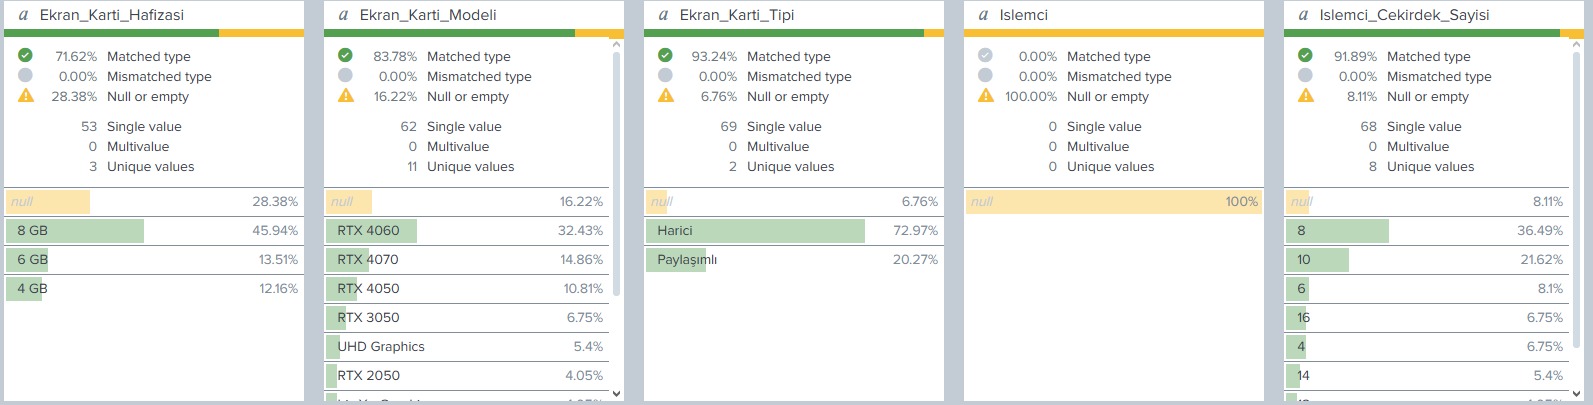 a Ekran_Karti_Hafizasi
71.62% Matched type
0.00% Mismatched type
28.38% Null or empty
53 Single value
0 Multivalue
3 Unique values
null 28.38%
8 GB 45.94%
6 GB 13.51%
4 GB 12.16%
a Ekran_Karti_Modeli
83.78% Matched type
0.00% Mismatched type
16.22% Null or empty
62 Single value
0 Multivalue
11 Unique values
null 16.22%
RTX 4060 32.43%
RTX 4070 14.86%
RTX 4050 10.81%
RTX 3050 6.75%
UHD Graphics 5.4%
RTX 2050 4.05%
a Ekran_Karti_Tipi
93.24% Matched type
0.00% Mismatched type
6.76% Null or empty
69 Single value
0 Multivalue
2 Unique values
null 6.76%
Harici 72.97%
Paylaşımlı 20.27%
a Islemci
0.00% Matched type
0.00% Mismatched type
100.00% Null or empty
0 Single value
0 Multivalue
0 Unique values
null 100%
a Islemci_Cekirdek_Sayisi
91.89% Matched type
0.00% Mismatched type
8.11% Null or empty
68 Single value
0 Multivalue
8 Unique values
null 8.11%
8 36.49%
10 21.62%
6 8.1%
16 6.75%
4 6.75%
14 5.4%